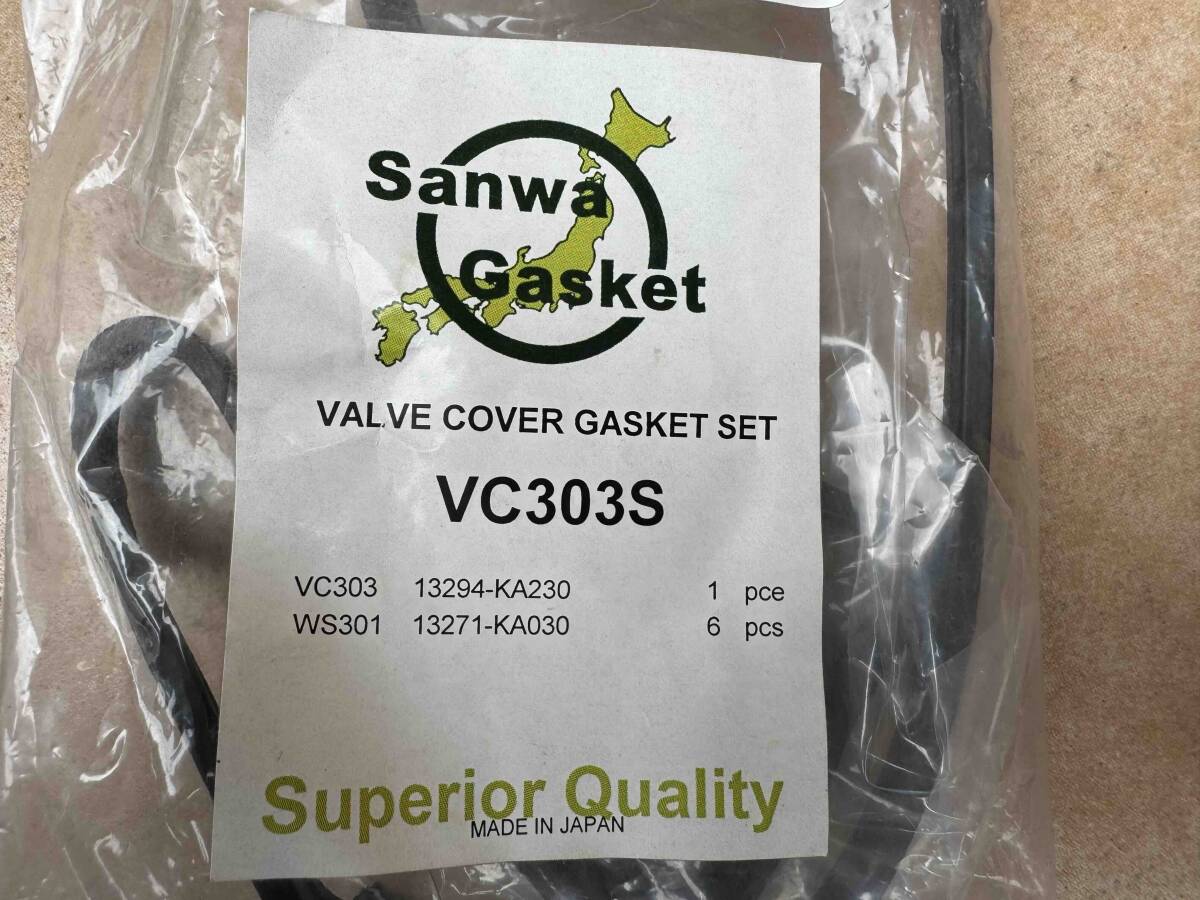 Sanwa
Gasket
VALVE COVER GASKET SET
VC303S
VC303 13294-KA230 1 pce
WS301 13271-KA030 6 pcs
Superior Quality
MADE IN JAPAN